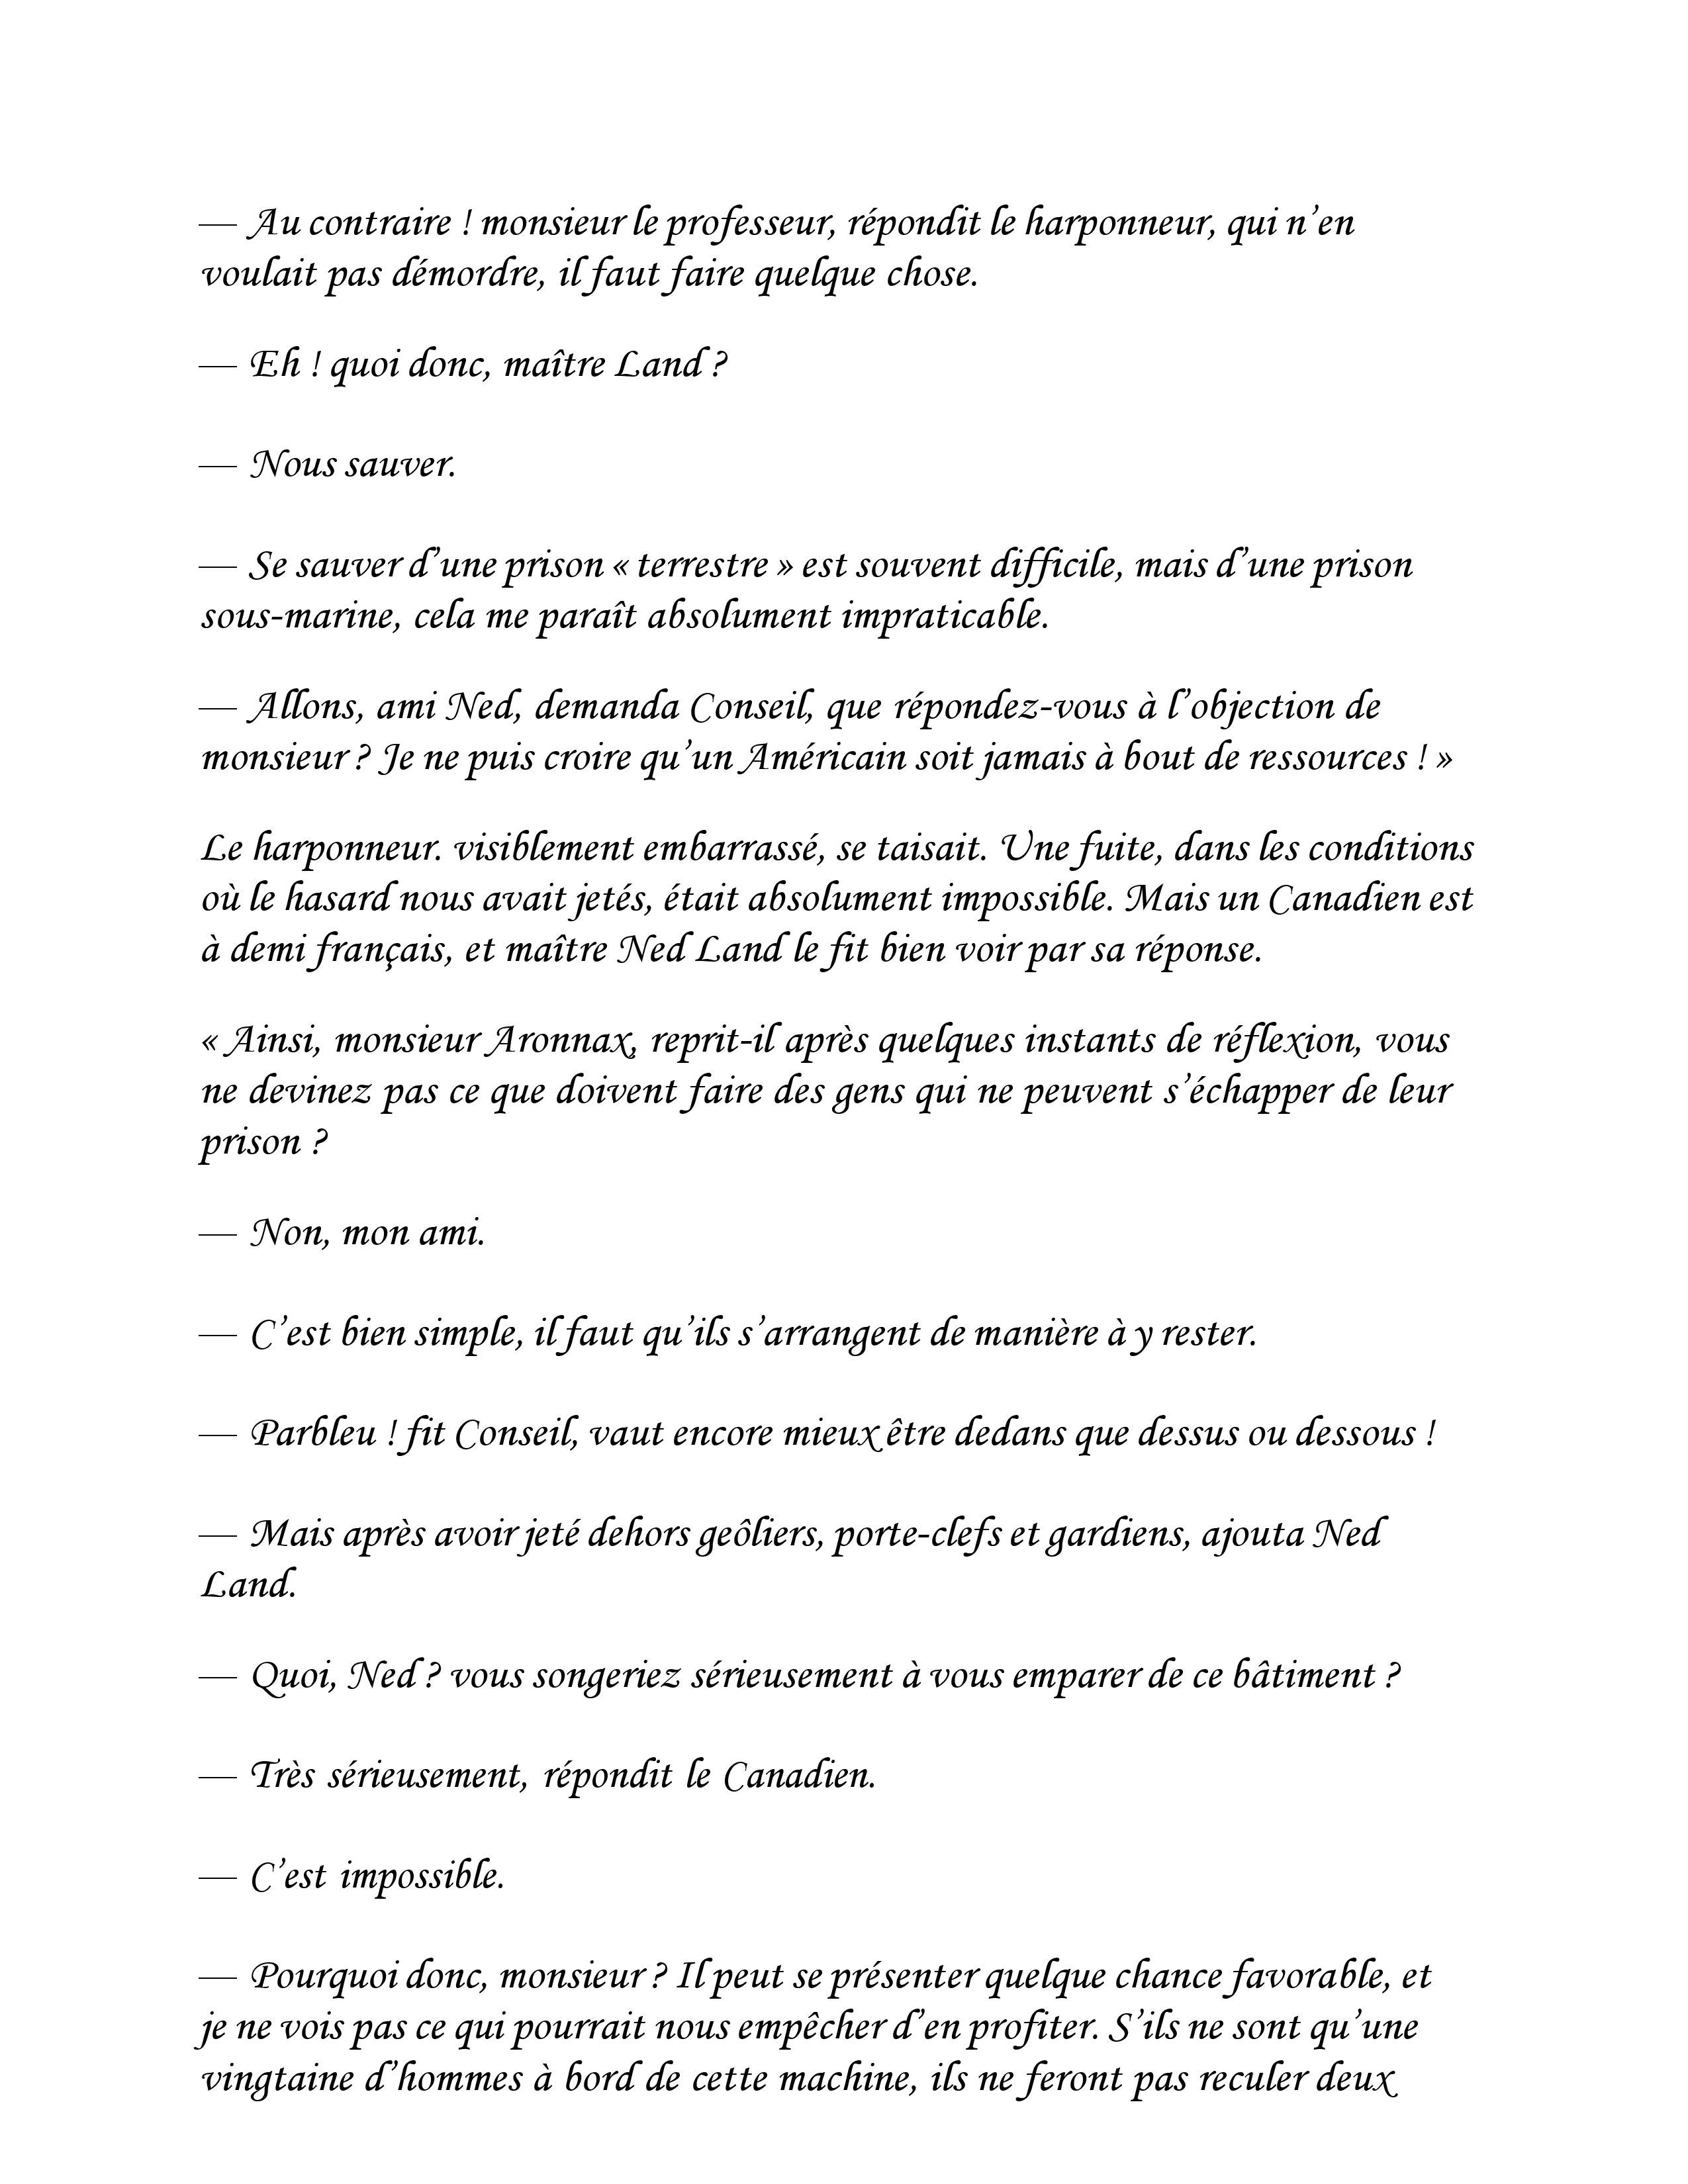 — Au contraire ! monsieur le professeur, répondit le harponneur, qui n’en
voulait pas démordre, il faut faire quelque chose.
— Eh ! quoi donc, maître Land ?
— Nous sauver.
— Se sauver d’une prison « terrestre » est souvent difficile, mais d’une prison
sous-marine, cela me paraît absolument impraticable.
— Allons, ami Ned, demanda Conseil, que répondez-vous à l’objection de
monsieur ? Je ne puis croire qu’un Américain soit jamais à bout de ressources ! »
Le harponneur. visiblement embarrassé, se taisait. Une fuite, dans les conditions
où le hasard nous avait jetés, était absolument impossible. Mais un Canadien est
à demi français, et maître Ned Land le fit bien voir par sa réponse.
« Ainsi, monsieur Aronnax, reprit-il après quelques instants de réflexion, vous
ne devinez pas ce que doivent faire des gens qui ne peuvent s’échapper de leur
prison ?
— Non, mon ami.
— C’est bien simple, il faut qu’ils s’arrangent de manière à y rester.
— Parbleu ! fit Conseil, vaut encore mieux être dedans que dessus ou dessous !
— Mais après avoir jeté dehors geôliers, porte-clefs et gardiens, ajouta Ned
Land.
— Quoi, Ned ? vous songeriez sérieusement à vous emparer de ce bâtiment ?
— Très sérieusement, répondit le Canadien.
— C’est impossible.
— Pourquoi donc, monsieur ? Il peut se présenter quelque chance favorable, et
je ne vois pas ce qui pourrait nous empêcher d’en profiter. S’ils ne sont qu’une
vingtaine d’hommes à bord de cette machine, ils ne feront pas reculer deux